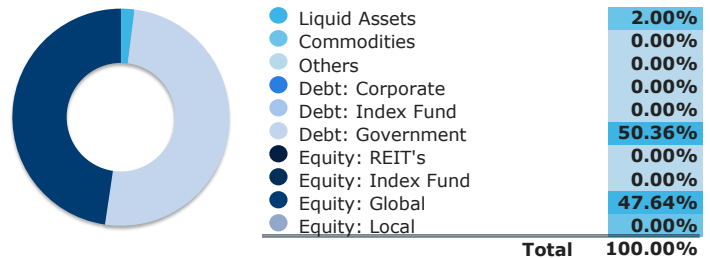 Liquid Assets 2.00%
Commodities 0.00%
Others 0.00%
Debt: Corporate 0.00%
Debt: Index Fund 0.00%
Debt: Government 50.36%
Equity: REIT's 0.00%
Equity: Index Fund 0.00%
Equity: Global 47.64%
Equity: Local 0.00%
Total 100.00%